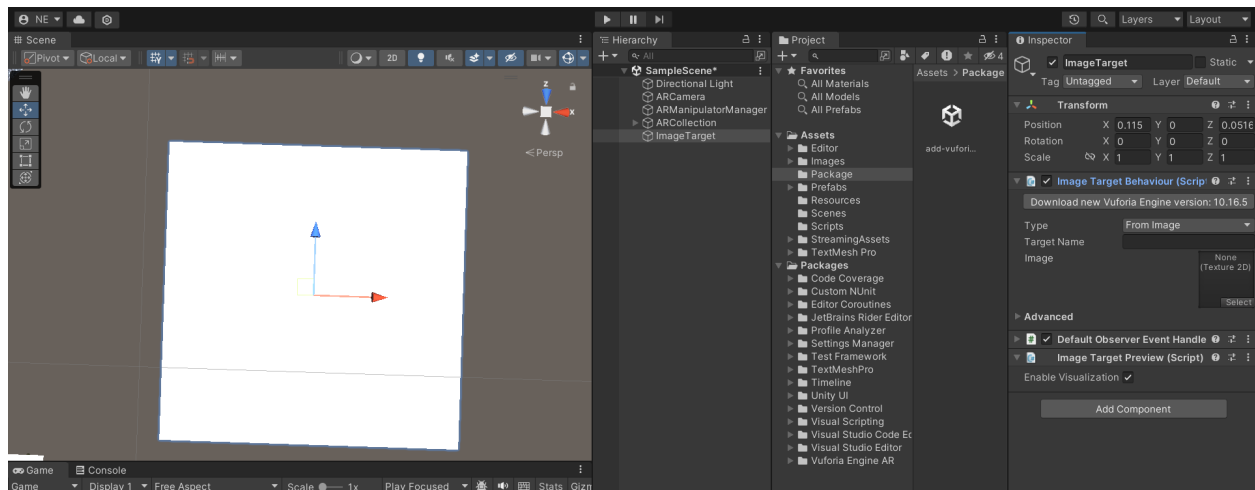 NE
Layers
Layout
Scene
Pivot
Local
2D
z
x
Persp
Game
Console
Game
Display 1
Free Aspect
Scale
1x
Play Focused
Stats
Gizm
Hierarchy
All
SampleScene*
Directional Light
ARCamera
ARManipulatorManager
ARCollection
ImageTarget
Project
4
Favorites
All Materials
All Models
All Prefabs
Assets
Editor
Images
Package
Prefabs
Resources
Scenes
Scripts
StreamingAssets
TextMesh Pro
Packages
Code Coverage
Custom NUnit
Editor Coroutines
JetBrains Rider Editor
Profile Analyzer
Settings Manager
Test Framework
TextMeshPro
Timeline
Unity UI
Version Control
Visual Scripting
Visual Studio Code Ec
Visual Studio Editor
Vuforia Engine AR
Assets > Package
add-vufori...
Inspector
ImageTarget
Static
Tag Untagged Layer Default
Transform
Position X 0.115 Y 0 Z 0.0516
Rotation X 0 Y 0 Z 0
Scale X 1 Y 1 Z 1
Image Target Behaviour (Scrip
Download new Vuforia Engine version: 10.16.5
Type From Image
Target Name
Image None
(Texture 2D)
Select
Advanced
Default Observer Event Handle
Image Target Preview (Script)
Enable Visualization
Add Component